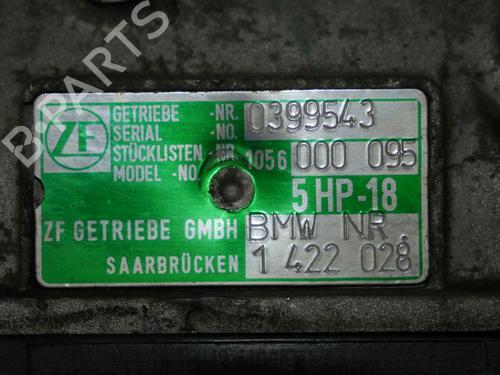 B-PARTS
ZF
GETRIEBE -NR. 0399543
SERIAL -NO.
STÜCKLISTEN NR. 1056 000 095
MODEL -NO.
5 HP-18
ZF GETRIEBE GMBH BMW NR.
SAARBRÜCKEN 1 422 028